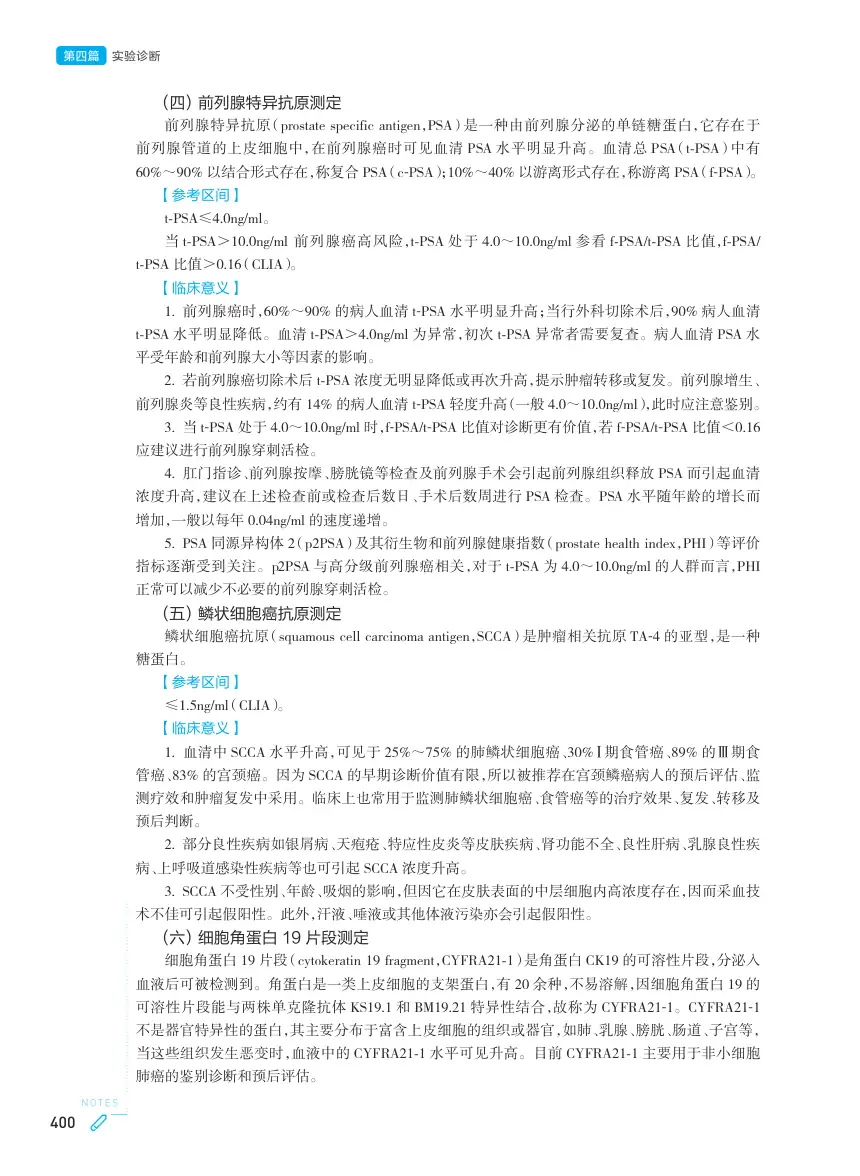 第四篇 实验诊断
（四）前列腺特异抗原测定
前列腺特异抗原（prostate specific antigen,PSA）是一种由前列腺分泌的单链糖蛋白,它存在于
前列腺管道的上皮细胞中,在前列腺癌时可见血清 PSA 水平明显升高。血清总 PSA（t-PSA）中有
60%～90% 以结合形式存在,称复合 PSA（c-PSA）;10%～40% 以游离形式存在,称游离 PSA（f-PSA）。
【参考区间】
t-PSA≤4.0ng/ml。
当 t-PSA＞10.0ng/ml 前列腺癌高风险,t-PSA 处于 4.0～10.0ng/ml 参看 f-PSA/t-PSA 比值,f-PSA/
t-PSA 比值＞0.16（CLIA）。
【临床意义】
1. 前列腺癌时,60%～90% 的病人血清 t-PSA 水平明显升高;当行外科切除术后,90% 病人血清
t-PSA 水平明显降低。血清 t-PSA＞4.0ng/ml 为异常,初次 t-PSA 异常者需要复查。病人血清 PSA 水
平受年龄和前列腺大小等因素的影响。
2. 若前列腺癌切除术后 t-PSA 浓度无明显降低或再次升高,提示肿瘤转移或复发。前列腺增生、
前列腺炎等良性疾病,约有 14% 的病人血清 t-PSA 轻度升高（一般 4.0～10.0ng/ml）,此时应注意鉴别。
3. 当 t-PSA 处于 4.0～10.0ng/ml 时,f-PSA/t-PSA 比值对诊断更有价值,若 f-PSA/t-PSA 比值＜0.16
应建议进行前列腺穿刺活检。
4. 肛门指诊、前列腺按摩、膀胱镜等检查及前列腺手术会引起前列腺组织释放 PSA 而引起血清
浓度升高,建议在上述检查前或检查后数日、手术后数周进行 PSA 检查。PSA 水平随年龄的增长而
增加,一般以每年 0.04ng/ml 的速度递增。
5. PSA 同源异构体 2（p2PSA）及其衍生物和前列腺健康指数（prostate health index,PHI）等评价
指标逐渐受到关注。p2PSA 与高分级前列腺癌相关,对于 t-PSA 为 4.0～10.0ng/ml 的人群而言,PHI
正常可以减少不必要的前列腺穿刺活检。
（五）鳞状细胞癌抗原测定
鳞状细胞癌抗原（squamous cell carcinoma antigen,SCCA）是肿瘤相关抗原 TA-4 的亚型,是一种
糖蛋白。
【参考区间】
≤1.5ng/ml（CLIA）。
【临床意义】
1. 血清中 SCCA 水平升高,可见于 25%～75% 的肺鳞状细胞癌、30%Ⅰ期食管癌、89% 的Ⅲ期食
管癌、83% 的宫颈癌。因为 SCCA 的早期诊断价值有限,所以被推荐在宫颈鳞癌病人的预后评估、监
测疗效和肿瘤复发中采用。临床上也常用于监测肺鳞状细胞癌、食管癌等的治疗效果、复发、转移及
预后判断。
2. 部分良性疾病如银屑病、天疱疮、特应性皮炎等皮肤疾病、肾功能不全、良性肝病、乳腺良性疾
病、上呼吸道感染性疾病等也可引起 SCCA 浓度升高。
3. SCCA 不受性别、年龄、吸烟的影响,但因它在皮肤表面的中层细胞内高浓度存在,因而采血技
术不佳可引起假阳性。此外,汗液、唾液或其他体液污染亦会引起假阳性。
（六）细胞角蛋白 19 片段测定
细胞角蛋白 19 片段（cytokeratin 19 fragment,CYFRA21-1）是角蛋白 CK19 的可溶性片段,分泌入
血液后可被检测到。角蛋白是一类上皮细胞的支架蛋白,有 20 余种,不易溶解,因细胞角蛋白 19 的
可溶性片段能与两株单克隆抗体 KS19.1 和 BM19.21 特异性结合,故称为 CYFRA21-1。CYFRA21-1
不是器官特异性的蛋白,其主要分布于富含上皮细胞的组织或器官,如肺、乳腺、膀胱、肠道、子宫等,
当这些组织发生恶变时,血液中的 CYFRA21-1 水平可见升高。目前 CYFRA21-1 主要用于非小细胞
肺癌的鉴别诊断和预后评估。
NOTES
400